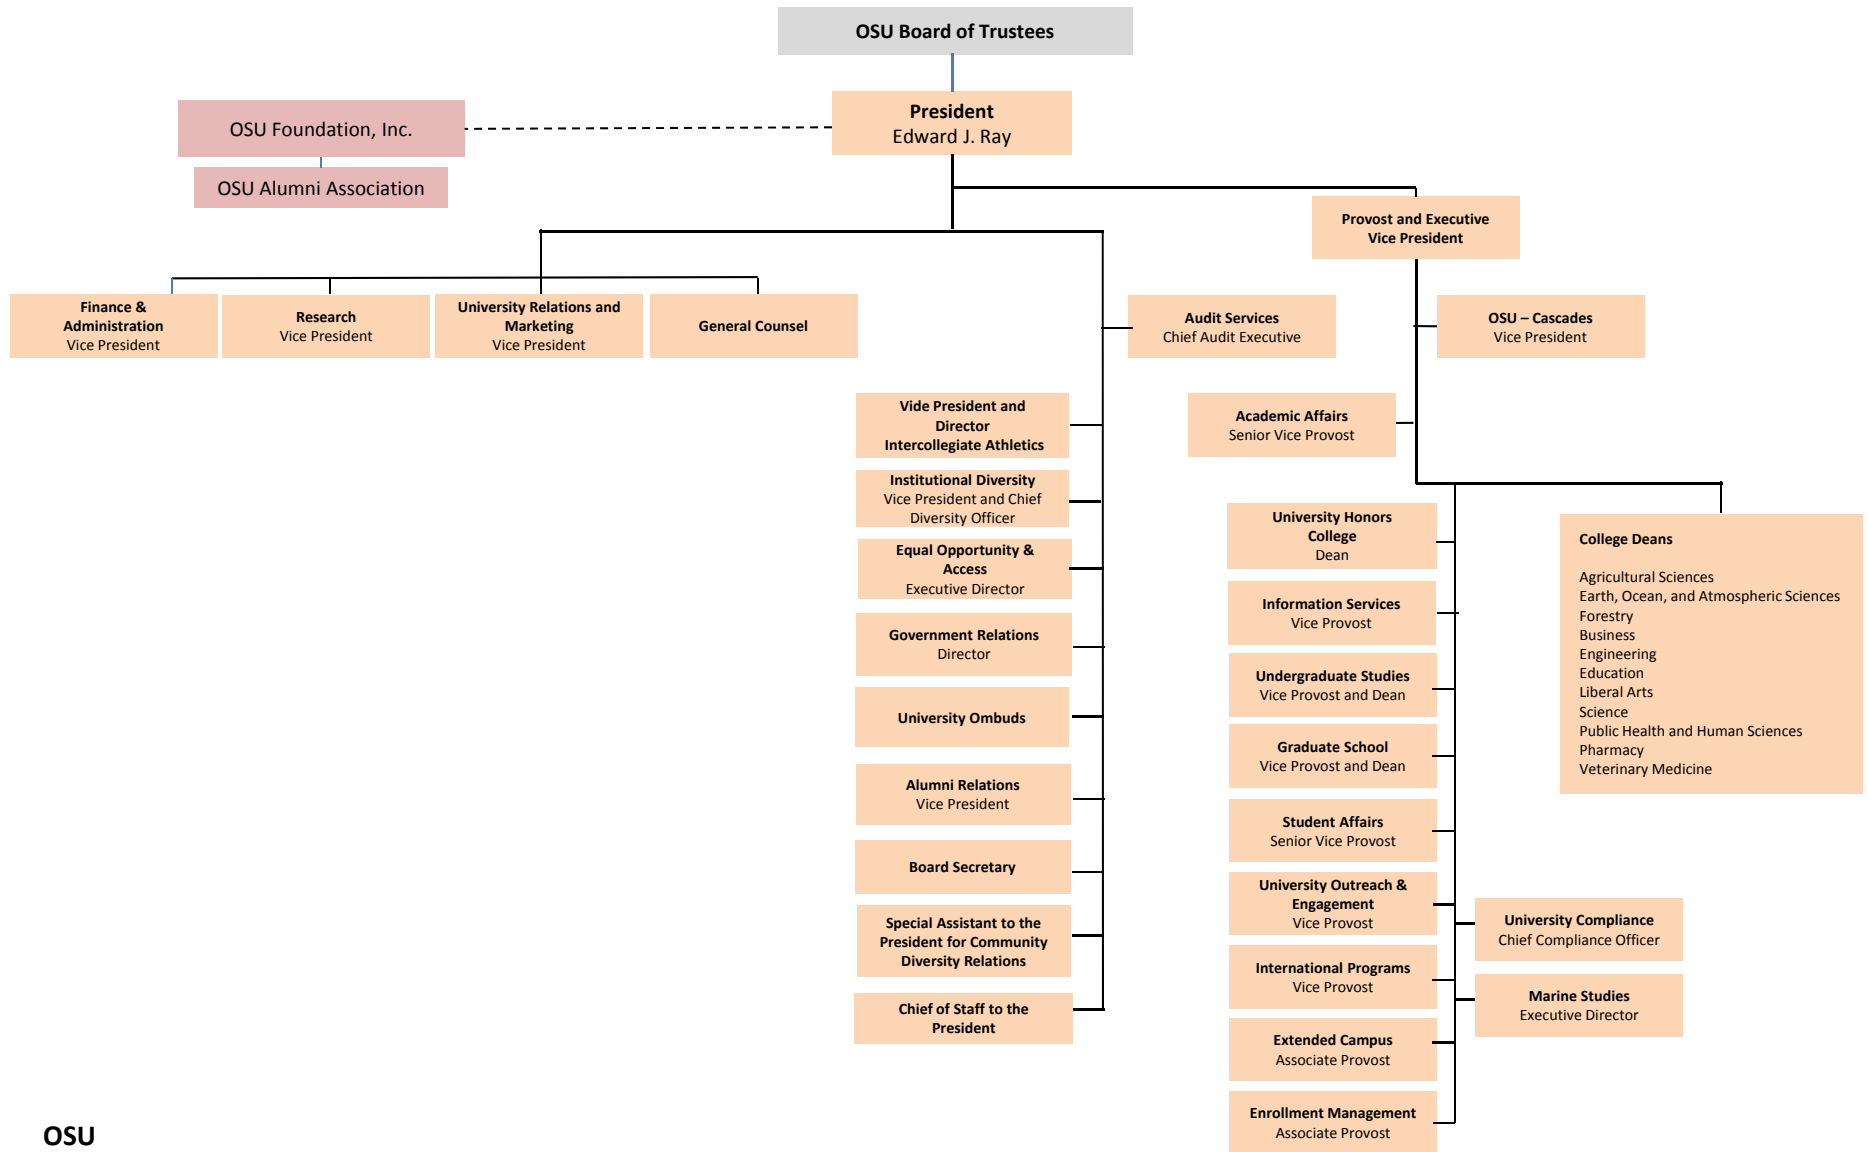 OSU Board of Trustees
President
Edward J. Ray
OSU Foundation, Inc.
OSU Alumni Association
Provost and Executive
Vice President
Finance &
Administration
Vice President
Research
Vice President
University Relations and
Marketing
Vice President
General Counsel
Audit Services
Chief Audit Executive
OSU – Cascades
Vice President
Vide President and
Director
Intercollegiate Athletics
Academic Affairs
Senior Vice Provost
Institutional Diversity
Vice President and Chief
Diversity Officer
Equal Opportunity &
Access
Executive Director
Government Relations
Director
University Ombuds
Alumni Relations
Vice President
Board Secretary
Special Assistant to the
President for Community
Diversity Relations
Chief of Staff to the
President
University Honors
College
Dean
Information Services
Vice Provost
Undergraduate Studies
Vice Provost and Dean
Graduate School
Vice Provost and Dean
Student Affairs
Senior Vice Provost
University Outreach &
Engagement
Vice Provost
International Programs
Vice Provost
Extended Campus
Associate Provost
Enrollment Management
Associate Provost
College Deans
Agricultural Sciences
Earth, Ocean, and Atmospheric Sciences
Forestry
Business
Engineering
Education
Liberal Arts
Science
Public Health and Human Sciences
Pharmacy
Veterinary Medicine
University Compliance
Chief Compliance Officer
Marine Studies
Executive Director
OSU